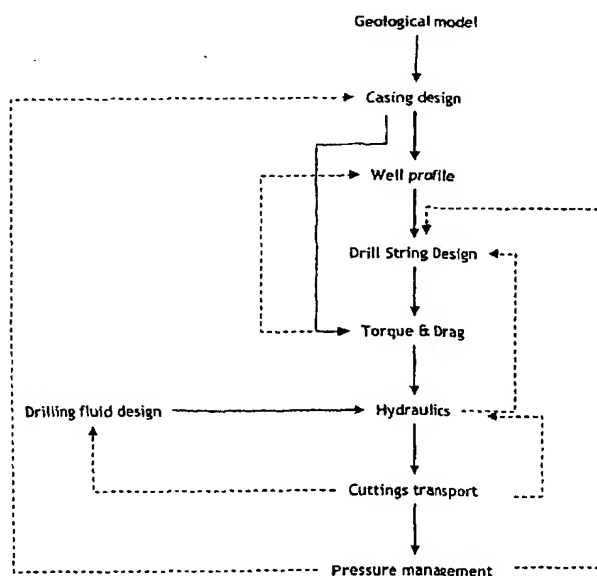 Geological model
Casing design
Well profile
Drill String Design
Torque & Drag
Drilling fluid design
Hydraulics
Cuttings transport
Pressure management